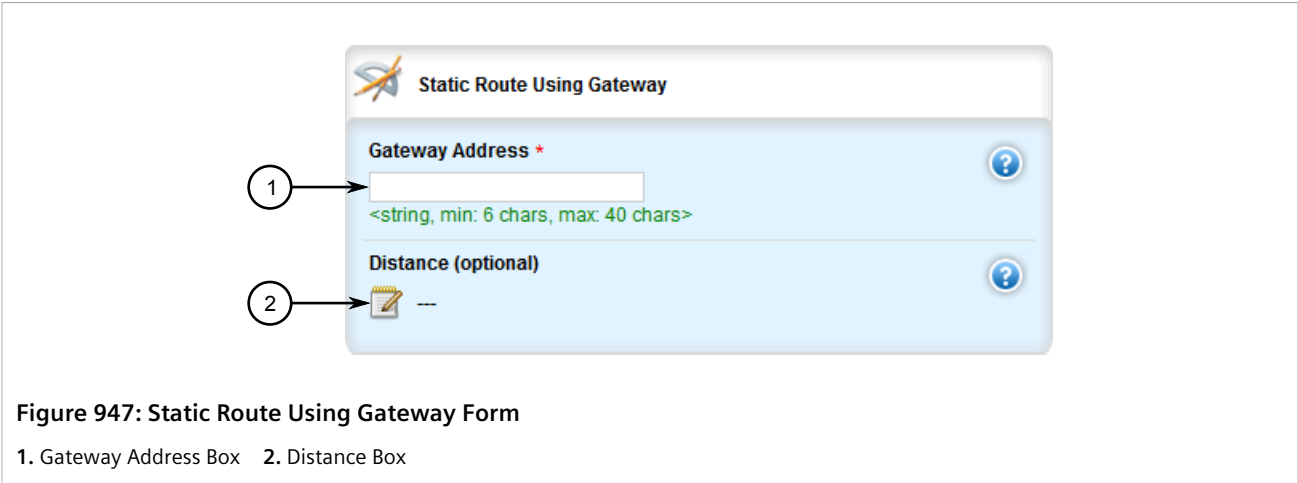 Static Route Using Gateway
Gateway Address *
?
1
<string, min: 6 chars, max: 40 chars>
Distance (optional)
?
2
---
Figure 947: Static Route Using Gateway Form
1. Gateway Address Box 2. Distance Box